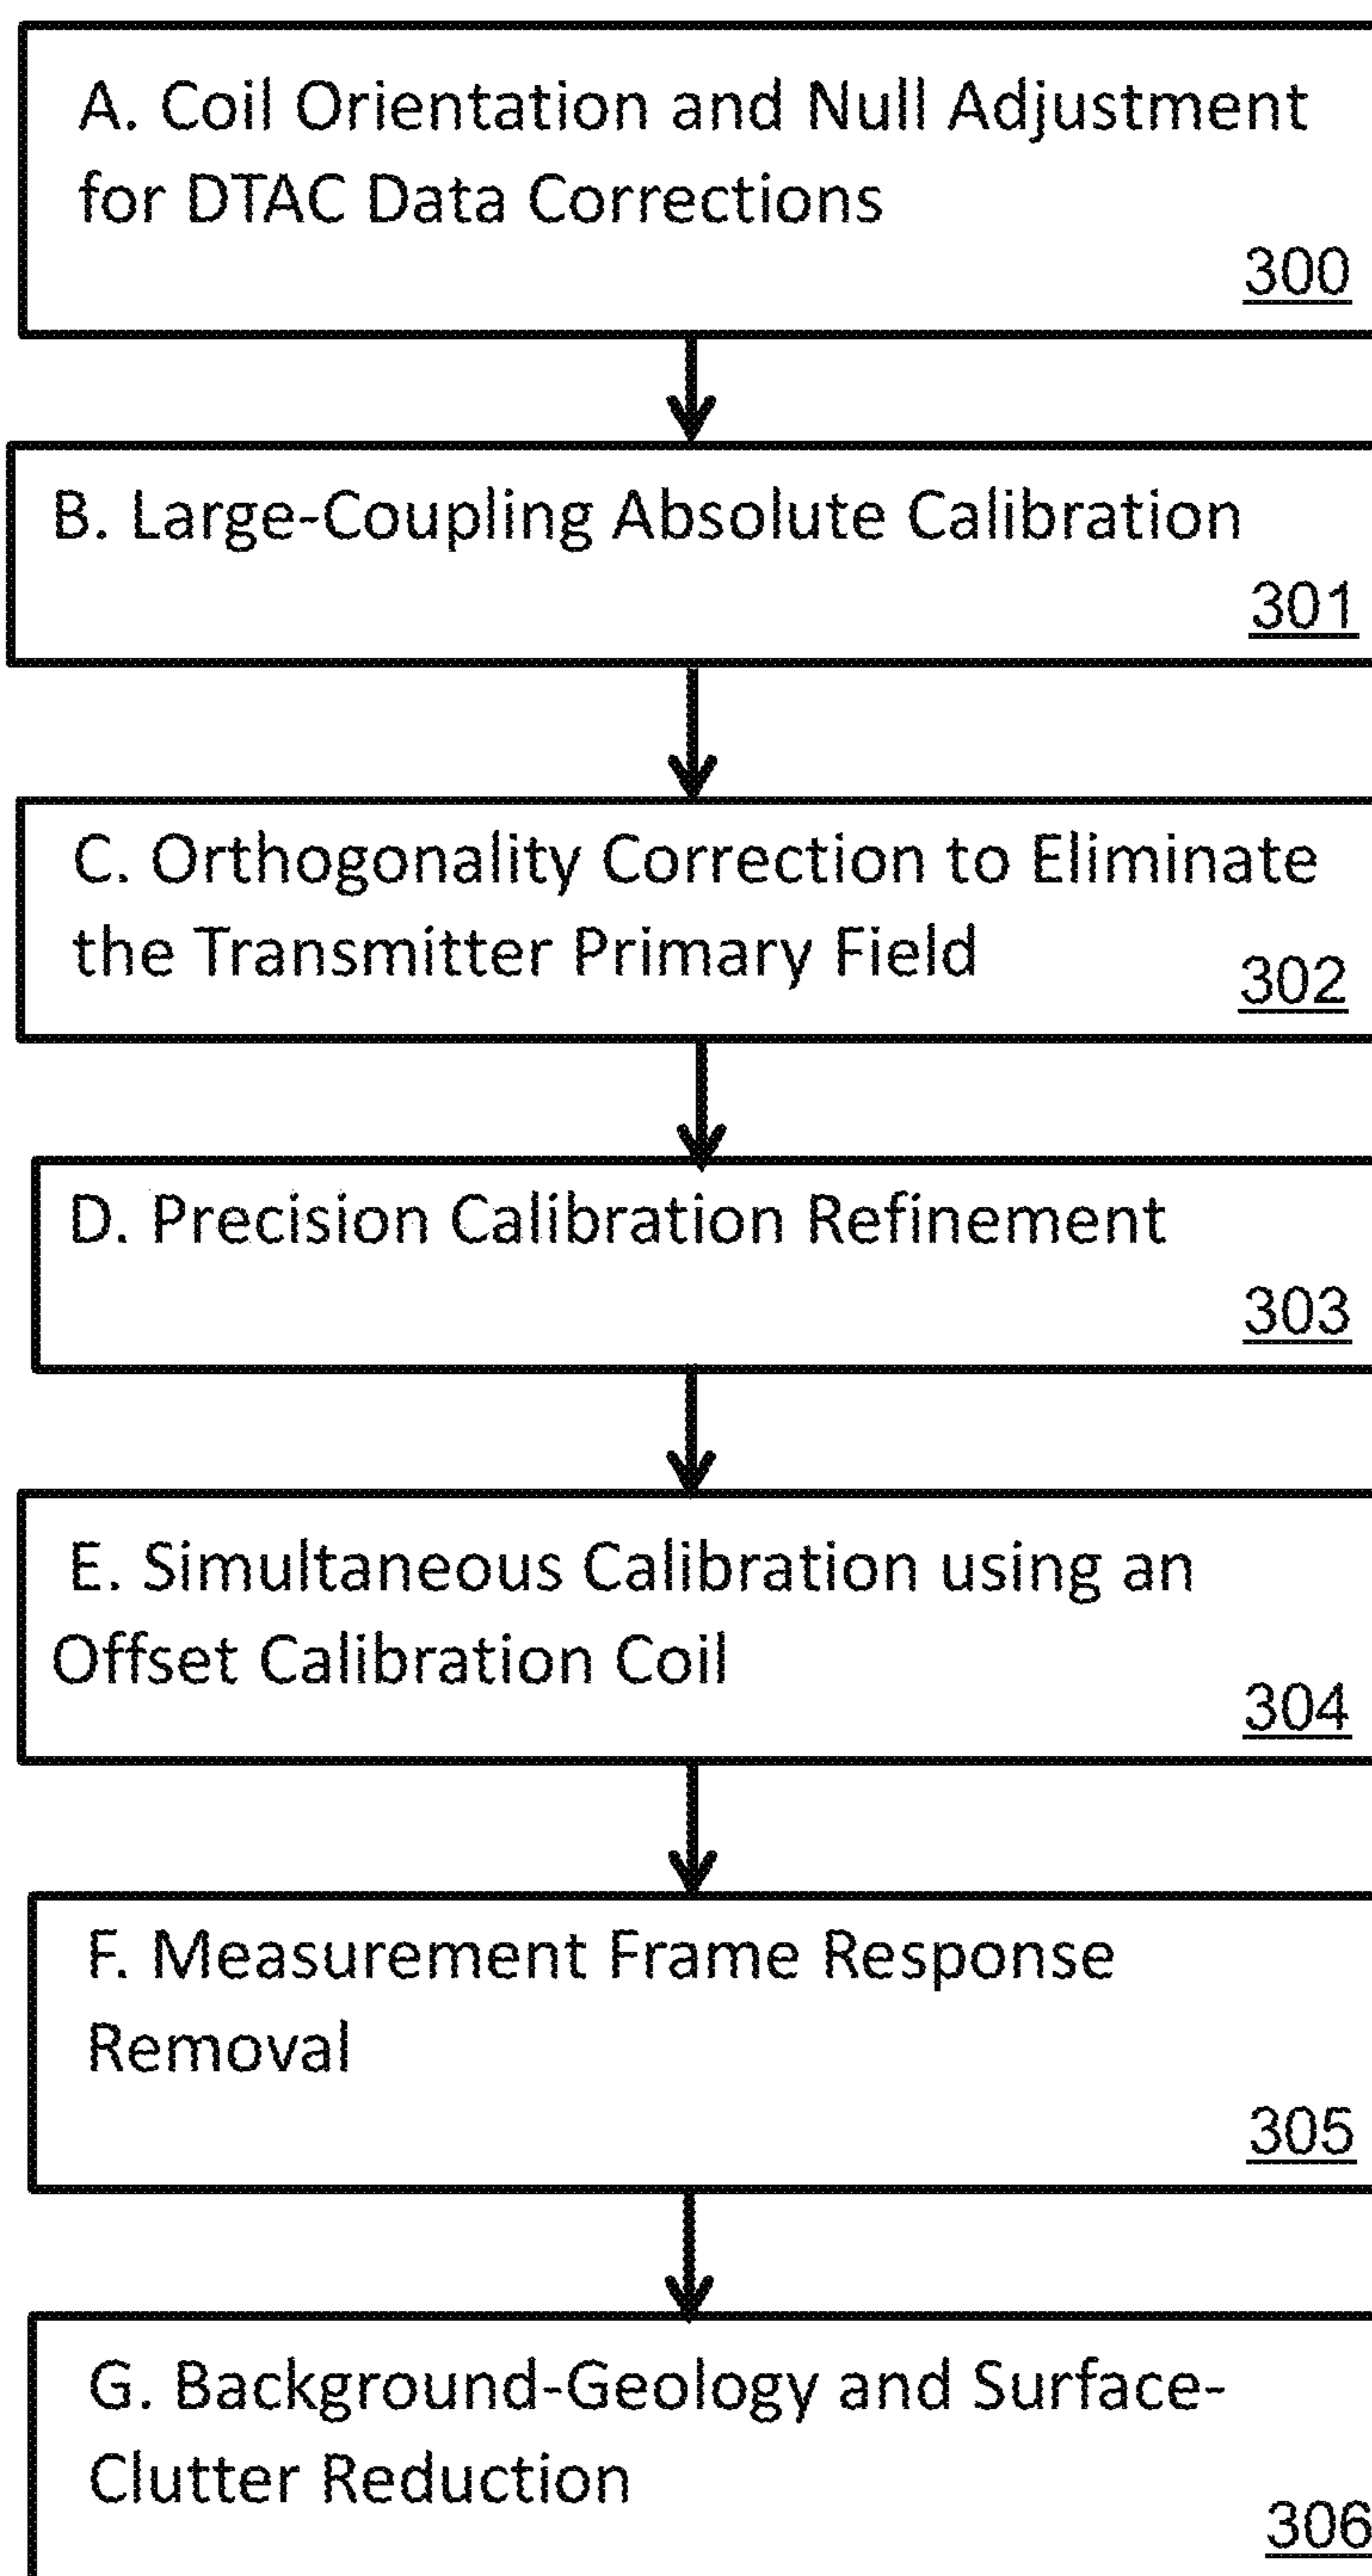 A. Coil Orientation and Null Adjustment
for DTAC Data Corrections
300
B. Large-Coupling Absolute Calibration
301
C. Orthogonality Correction to Eliminate
the Transmitter Primary Field
302
D. Precision Calibration Refinement
303
E. Simultaneous Calibration using an
Offset Calibration Coil
304
F. Measurement Frame Response
Removal
305
G. Background-Geology and Surface-
Clutter Reduction
306